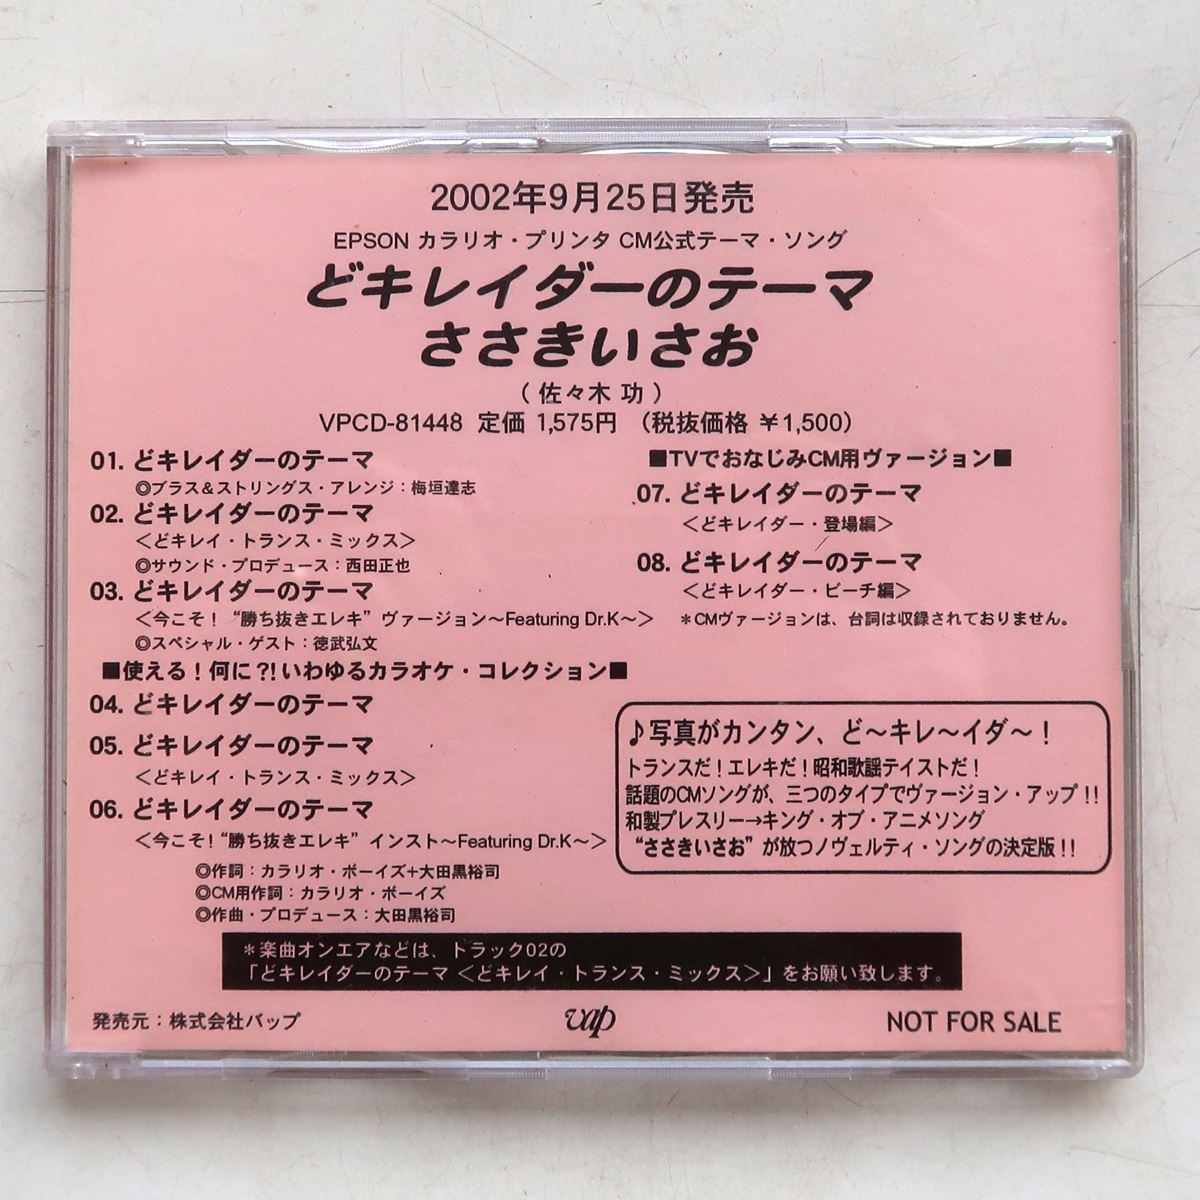 2002年9月25日発売
EPSON カラリオ・プリンタ CM公式テーマ・ソング
どキレイダーのテーマ
ささきいさお
(佐々木 功)
VPCD-81448 定価 1,575円 (税抜価格 ¥1,500)
01. どキレイダーのテーマ
◎ブラス&ストリングス・アレンジ:梅垣達志
02. どキレイダーのテーマ
<どキレイ・トランス・ミックス>
◎サウンド・プロデュース:西田正也
03. どキレイダーのテーマ
<今こそ!“勝ち抜きエレキ”ヴァージョン〜Featuring Dr.K〜>
◎スペシャル・ゲスト:徳武弘文
■使える!何に?!いわゆるカラオケ・コレクション■
04. どキレイダーのテーマ
05. どキレイダーのテーマ
<どキレイ・トランス・ミックス>
06. どキレイダーのテーマ
<今こそ!“勝ち抜きエレキ”インスト〜Featuring Dr.K〜>
◎作詞:カラリオ・ボーイズ+大田黒裕司
◎CM用作詞:カラリオ・ボーイズ
◎作曲・プロデュース:大田黒裕司
■TVでおなじみCM用ヴァージョン■
07. どキレイダーのテーマ
<どキレイダー・登場編>
08. どキレイダーのテーマ
<どキレイダー・ビーチ編>
*CMヴァージョンは、台詞は収録されておりません。
♪写真がカンタン、ど〜キレ〜イダ〜!
トランスだ!エレキだ!昭和歌謡テイストだ!
話題のCMソングが、三つのタイプでヴァージョン・アップ!!
和製プレスリー→キング・オブ・アニメソング
“ささきいさお”が放つノヴェルティ・ソングの決定版!!
*楽曲オンエアなどは、トラック02の
「どキレイダーのテーマ <どキレイ・トランス・ミックス>」をお願い致します。
発売元:株式会社バップ
vap
NOT FOR SALE